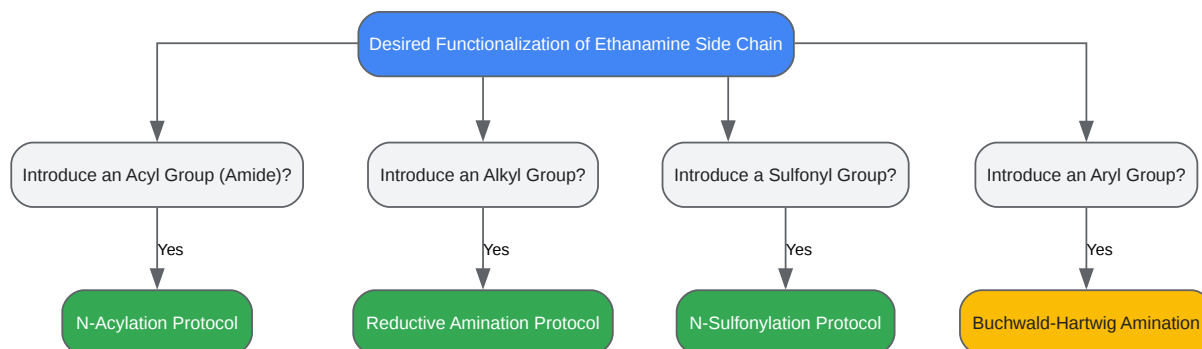 Desired Functionalization of Ethanamine Side Chain
Introduce an Acyl Group (Amide)?
Introduce an Alkyl Group?
Introduce a Sulfonyl Group?
Introduce an Aryl Group?
Yes
Yes
Yes
Yes
N-Acylation Protocol
Reductive Amination Protocol
N-Sulfonylation Protocol
Buchwald-Hartwig Amination